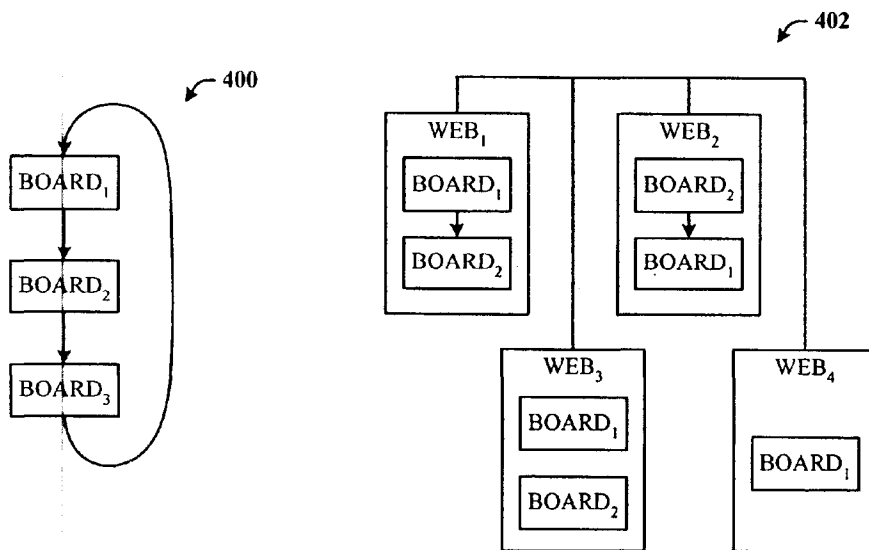 402
400
WEB₁
WEB₂
BOARD₁
BOARD₁
BOARD₂
BOARD₂
BOARD₂
BOARD₁
BOARD₃
WEB₃
WEB₄
BOARD₁
BOARD₁
BOARD₂